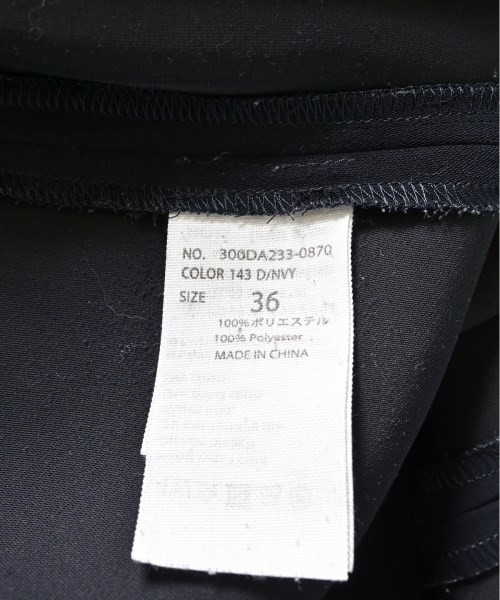 NO. 300DA233-0870
COLOR 143 D/NVY
SIZE 36
100%ポリエステル
100% Polyester
MADE IN CHINA